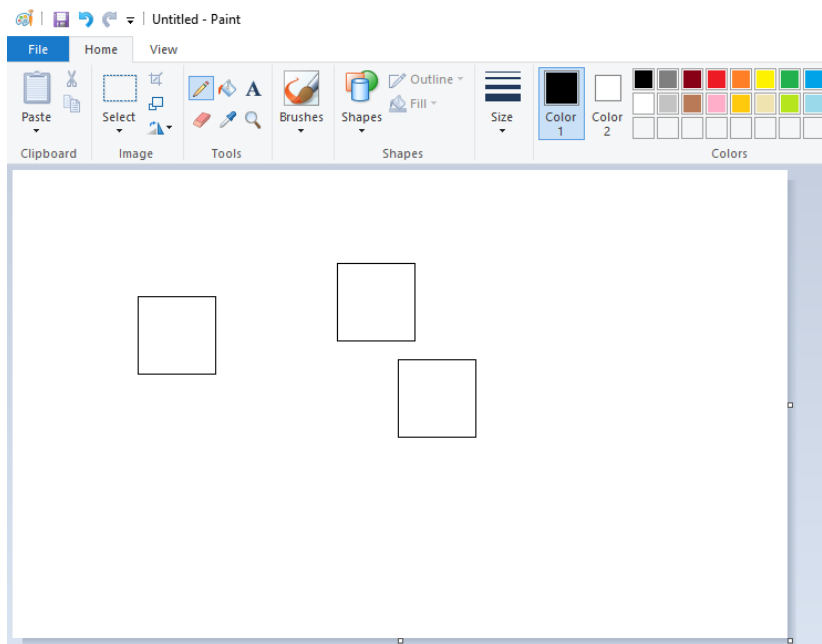 Untitled - Paint
File Home View
Paste Select Brushes Shapes Outline Fill Size Color 1 Color 2
Clipboard Image Tools Shapes Colors